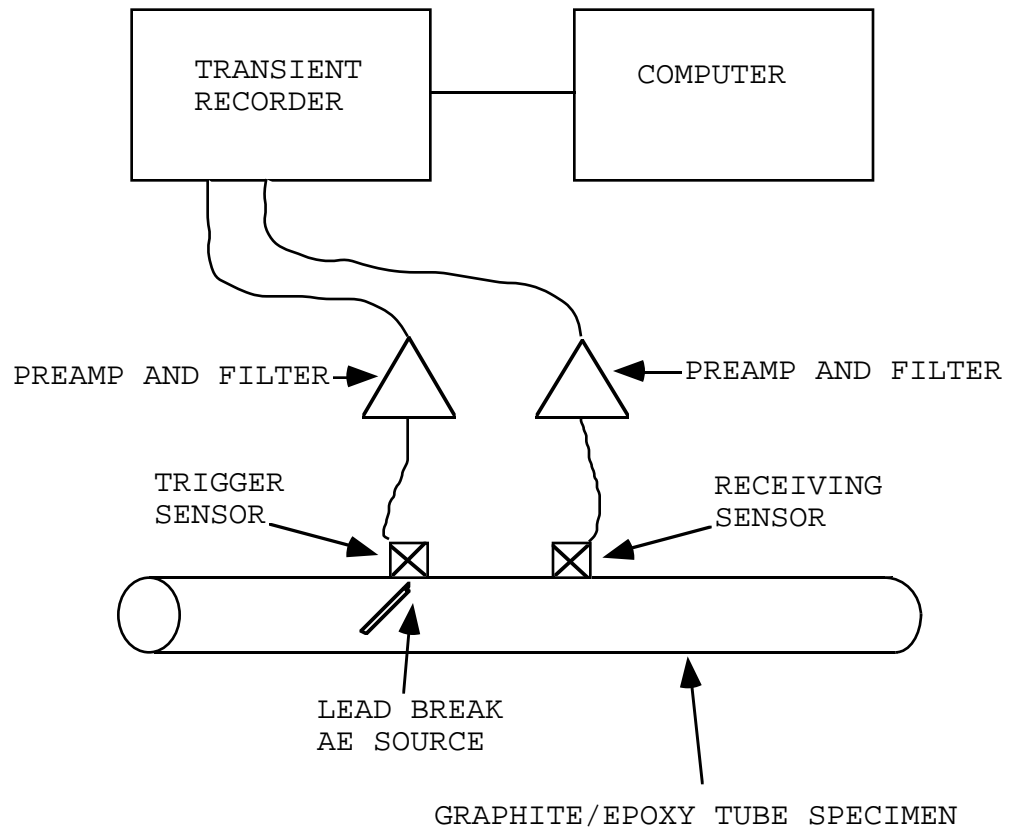 TRANSIENT
RECORDER
COMPUTER
PREAMP AND FILTER
PREAMP AND FILTER
TRIGGER
SENSOR
RECEIVING
SENSOR
LEAD BREAK
AE SOURCE
GRAPHITE/EPOXY TUBE SPECIMEN